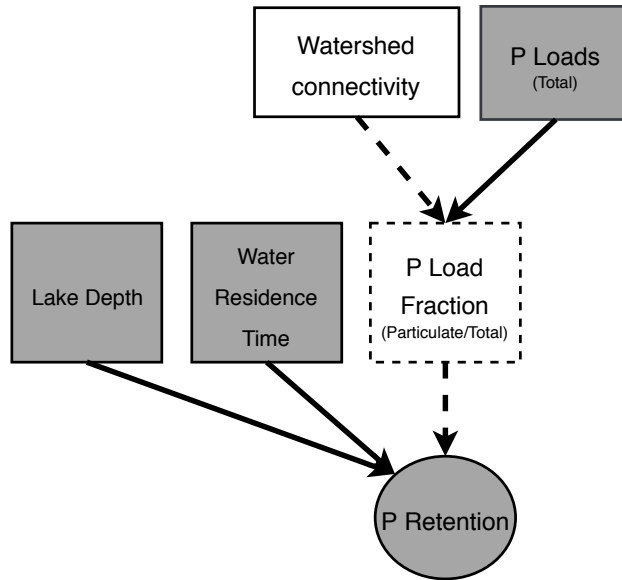 Watershed
connectivity
P Loads
(Total)
Lake Depth
Water
Residence
Time
P Load
Fraction
(Particulate/Total)
P Retention